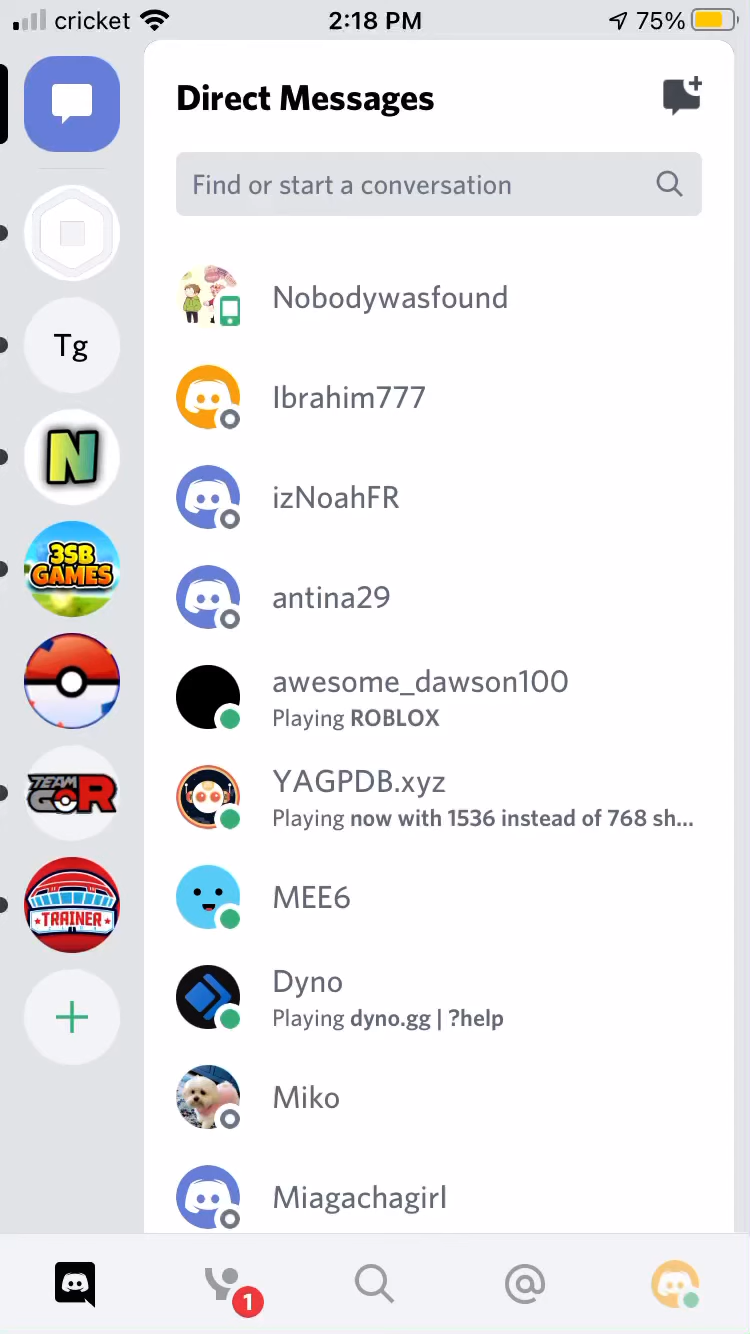 cricket 2:18 PM 75%
Direct Messages
Find or start a conversation
Tg
N
3SB
GAMES
TEAM
GOR
TRAINER
Nobodywasfound
Ibrahim777
izNoahFR
antina29
awesome_dawson100
Playing ROBLOX
YAGPDB.xyz
Playing now with 1536 instead of 768 sh...
MEE6
Dyno
Playing dyno.gg | ?help
Miko
Miagachagirl
1
@